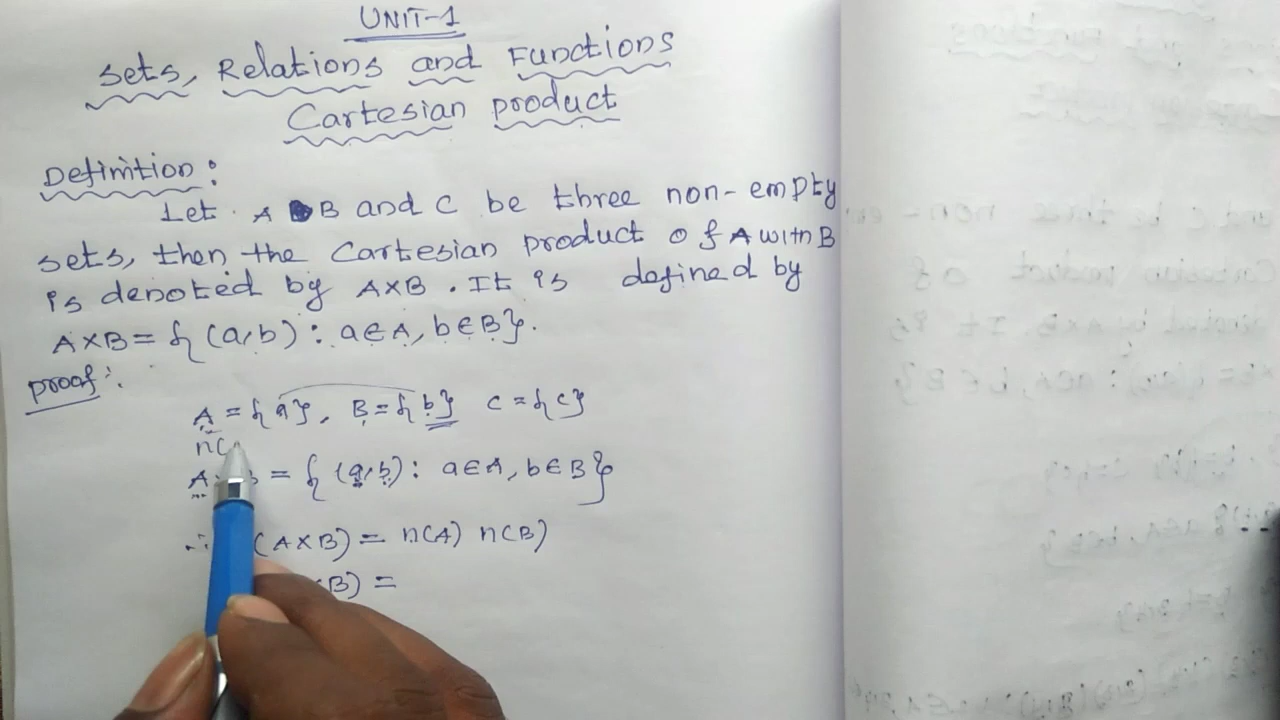 UNIT-1
Sets, Relations and Functions
Cartesian product
Definition:
Let A B and C be three non-empty
sets, then the Cartesian product of A with B
is denoted by A×B. It is defined by
A×B = {(a,b): a∈A, b∈B}.
proof:
A = {a}, B = {b} C = {c}
n(
A B = {(a,b): a∈A, b∈B}
∴ (A×B) = n(A) n(B)
×B) =